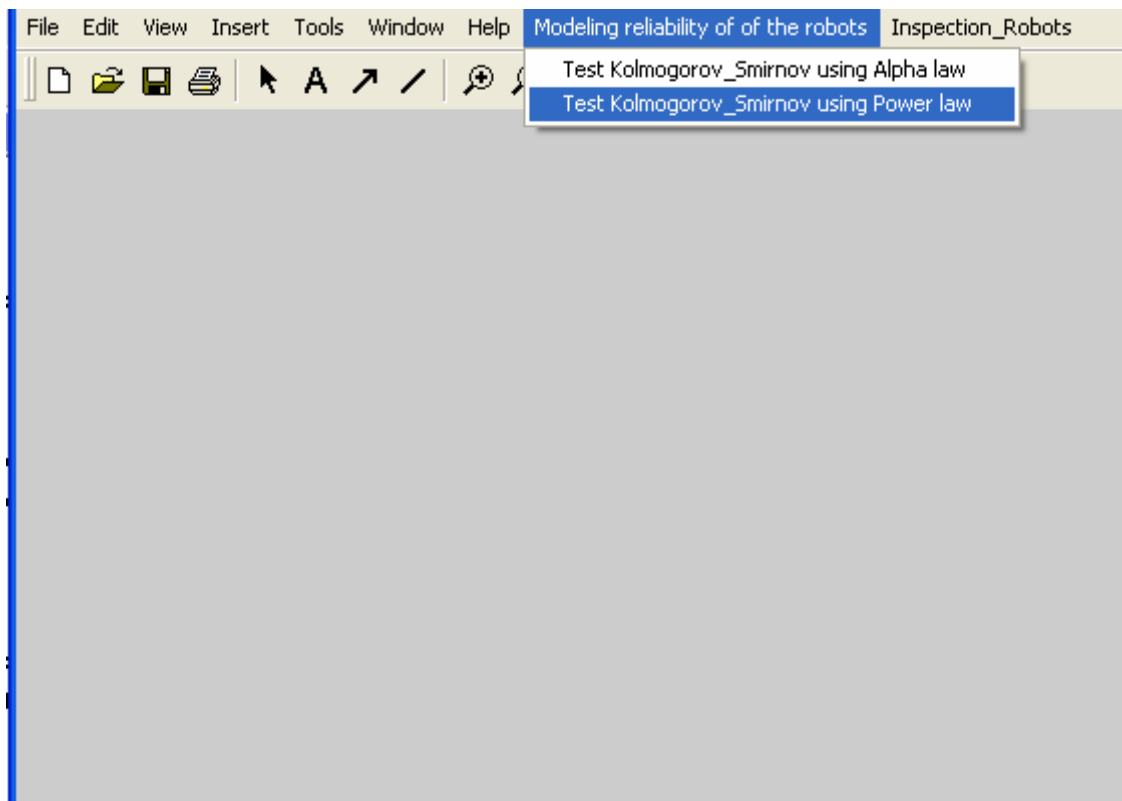 File Edit View Insert Tools Window Help Modeling reliability of of the robots Inspection_Robots
A
Test Kolmogorov_Smirnov using Alpha law
Test Kolmogorov_Smirnov using Power law